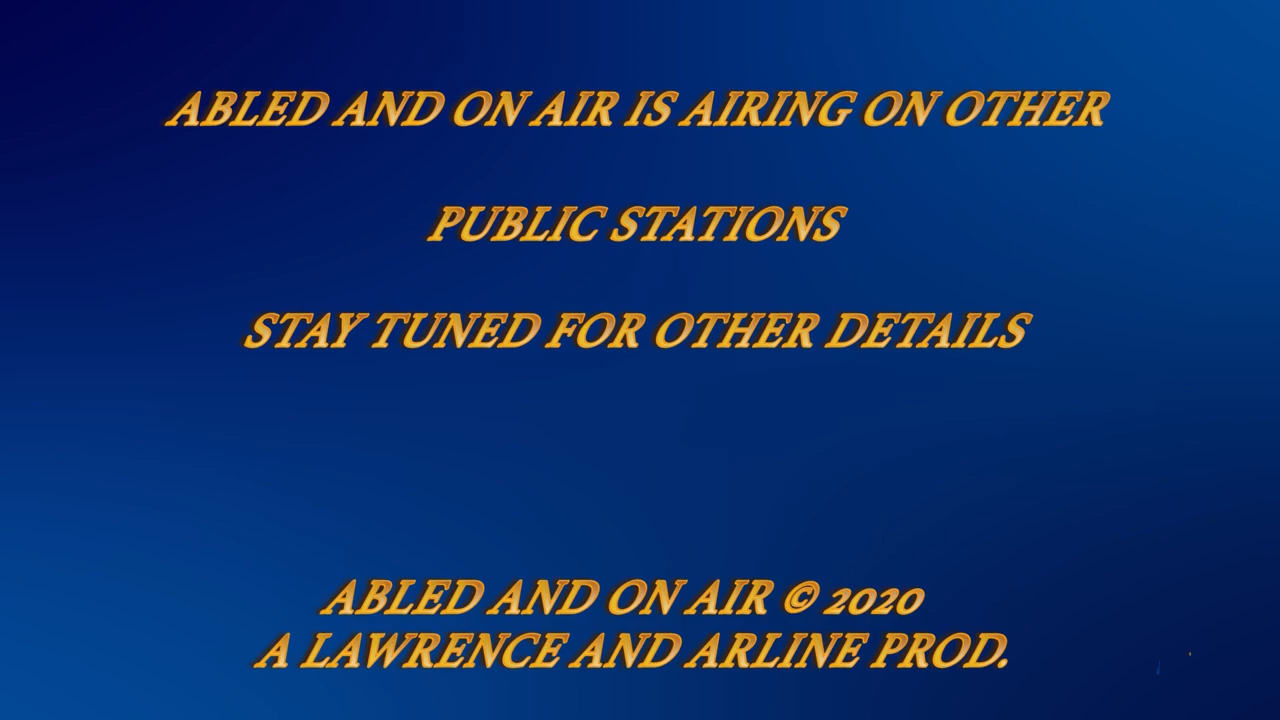 ABLED AND ON AIR IS AIRING ON OTHER
PUBLIC STATIONS
STAY TUNED FOR OTHER DETAILS
ABLED AND ON AIR © 2020
A LAWRENCE AND ARLINE PROD.